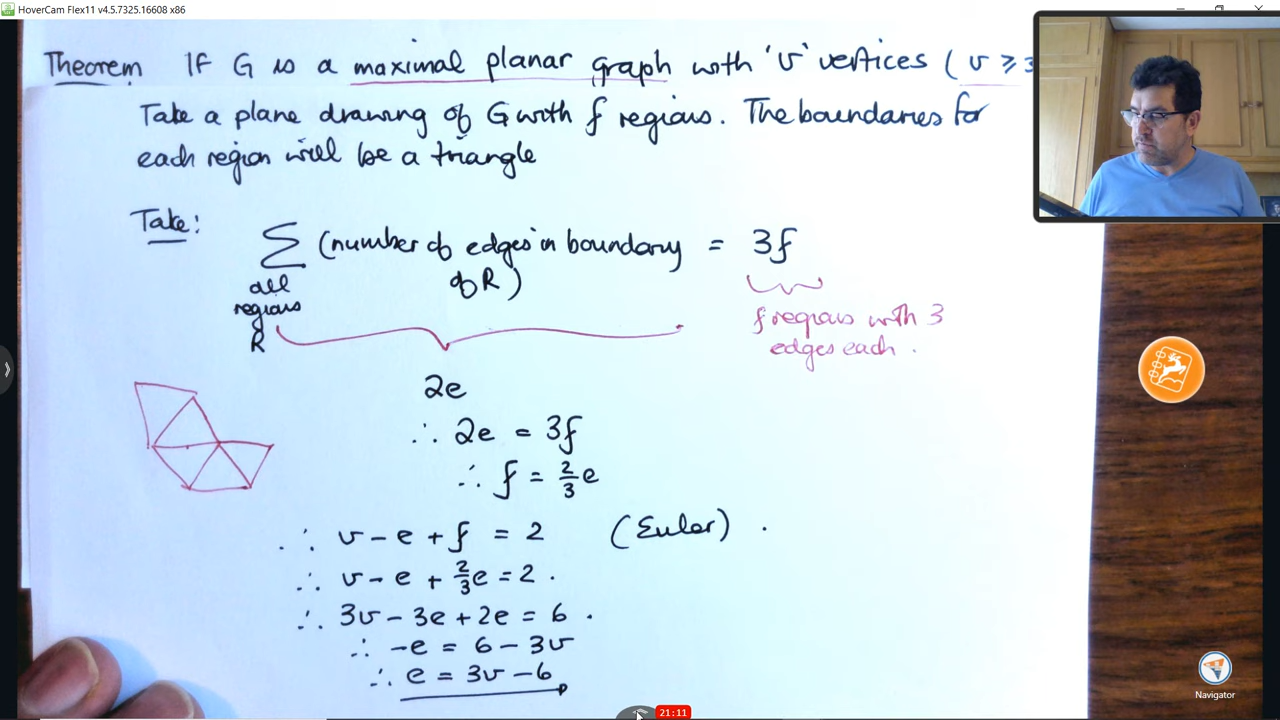 HoverCam Flex11 v4.5.7325.16608 x86
Theorem If G is a maximal planar graph with 'v' vertices (v ≥ 3
Take a plane drawing of G with f regions. The boundaries for
each region will be a triangle
Take:
∑ (number of edges in boundary = 3f
all of R)
regions
R
f regions with 3
edges each.
2e
∴ 2e = 3f
∴ f = 2/3 e
∴ v - e + f = 2 (Euler).
∴ v - e + 2/3 e = 2.
∴ 3v - 3e + 2e = 6.
∴ -e = 6 - 3v
∴ e = 3v - 6
Navigator
21:11